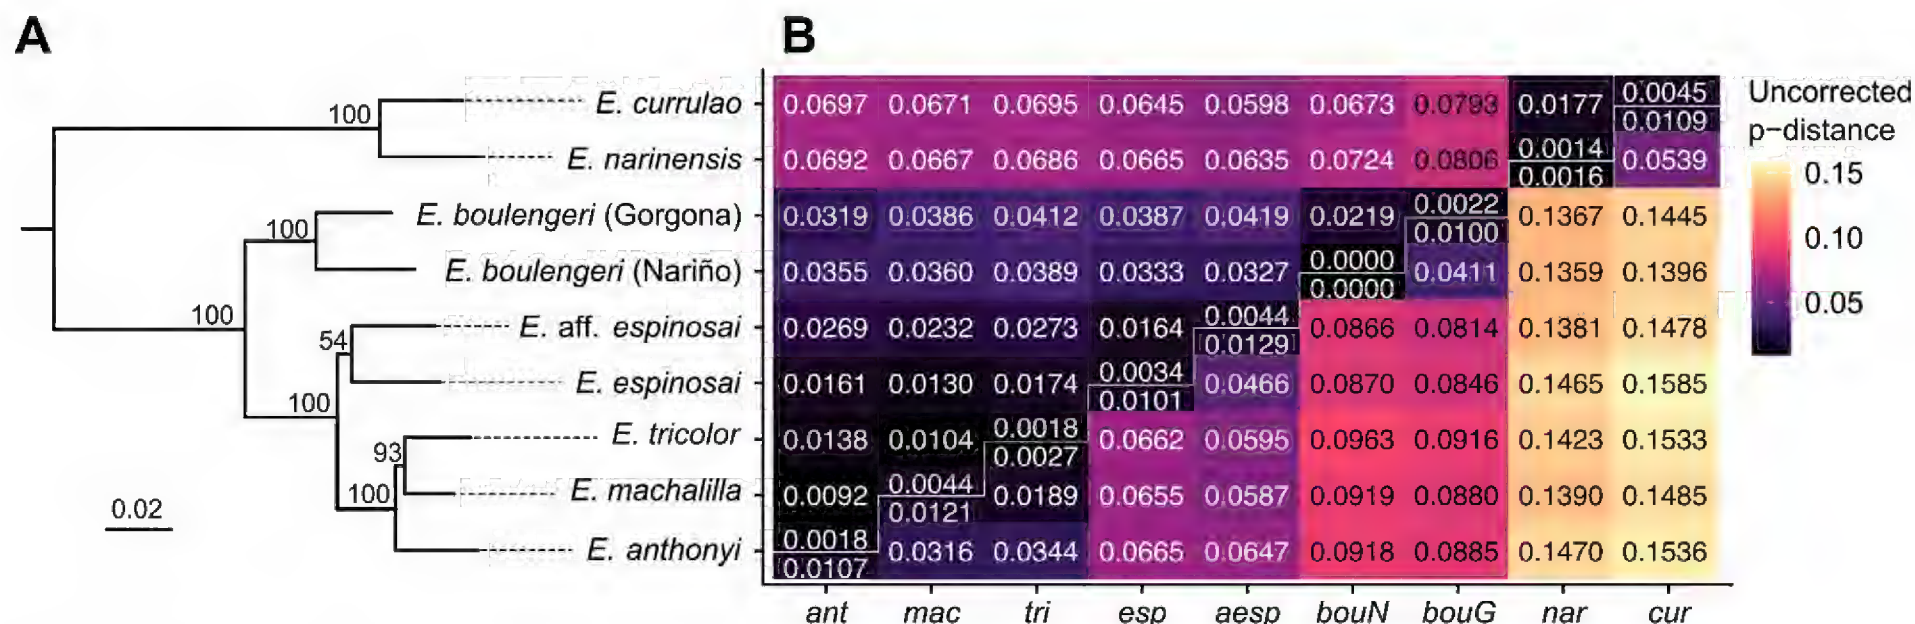 A
B
E. currulao
0.0697 0.0671 0.0695 0.0645 0.0598 0.0673 0.0793 0.0177 0.0045
0.0109
E. narinensis
0.0692 0.0667 0.0686 0.0665 0.0635 0.0724 0.0806 0.0014 0.0539
0.0016
E. boulengeri (Gorgona)
0.0319 0.0386 0.0412 0.0387 0.0419 0.0219 0.0022 0.1367 0.1445
0.0100
E. boulengeri (Nariño)
0.0355 0.0360 0.0389 0.0333 0.0327 0.0000 0.0411 0.1359 0.1396
0.0000
E. aff. espinosai
0.0269 0.0232 0.0273 0.0164 0.0044 0.0866 0.0814 0.1381 0.1478
0.0129
E. espinosai
0.0161 0.0130 0.0174 0.0034 0.0466 0.0870 0.0846 0.1465 0.1585
0.0101
E. tricolor
0.0138 0.0104 0.0018 0.0662 0.0595 0.0963 0.0916 0.1423 0.1533
0.0027
E. machalilla
0.0092 0.0044 0.0189 0.0655 0.0587 0.0919 0.0880 0.1390 0.1485
0.0121
E. anthonyi
0.0018 0.0316 0.0344 0.0665 0.0647 0.0918 0.0885 0.1470 0.1536
0.0107
ant mac tri esp aesp bouN bouG nar cur
100
100
100
54
100
93
100
0.02
Uncorrected
p-distance
0.15
0.10
0.05